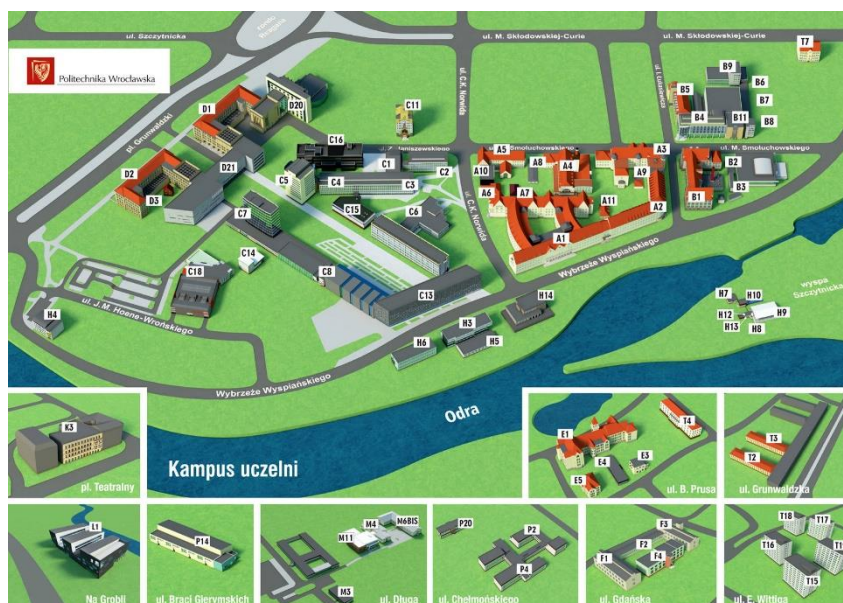 ul. Szczytnicka
rondo
Reagana
ul. M. Skłodowskiej-Curie
ul. M. Skłodowskiej-Curie
T7
Politechnika Wrocławska
pl. Grunwaldzki
ul. C.K. Norwida
B9
B6
B5
B7
D1
D20
C11
B4
B11
B8
C16
J. Z. Janiszewskiego
Smoluchowskiego
ul. M. Smoluchowskiego
D21
C5
C1
C2
A5
A8
A4
A3
B2
D2
C4
C3
A10
A9
B3
D3
A6
A7
B1
C7
C15
C6
ul. C.K. Norwida
A11
A2
A1
C14
Wybrzeże Wyspiańskiego
C18
C8
wyspa
Szczytnicka
ul. J. M. Hoene-Wrońskiego
C13
H14
H7
H10
H4
H3
H12
H9
H6
H5
H13
H8
Wybrzeże Wyspiańskiego
Odra
Kampus uczelni
K3
pl. Teatralny
E1
T4
E4
E3
E5
ul. B. Prusa
T3
T2
ul. Grunwaldzka
L1
Na Grobli
P14
ul. Braci Gierymskich
M4
M6BIS
M11
M3
ul. Długa
P20
P2
P4
ul. Chełmońskiego
F3
F2
F1
F4
ul. Gdańska
T18
T17
T16
T15
ul. E. Wittiga